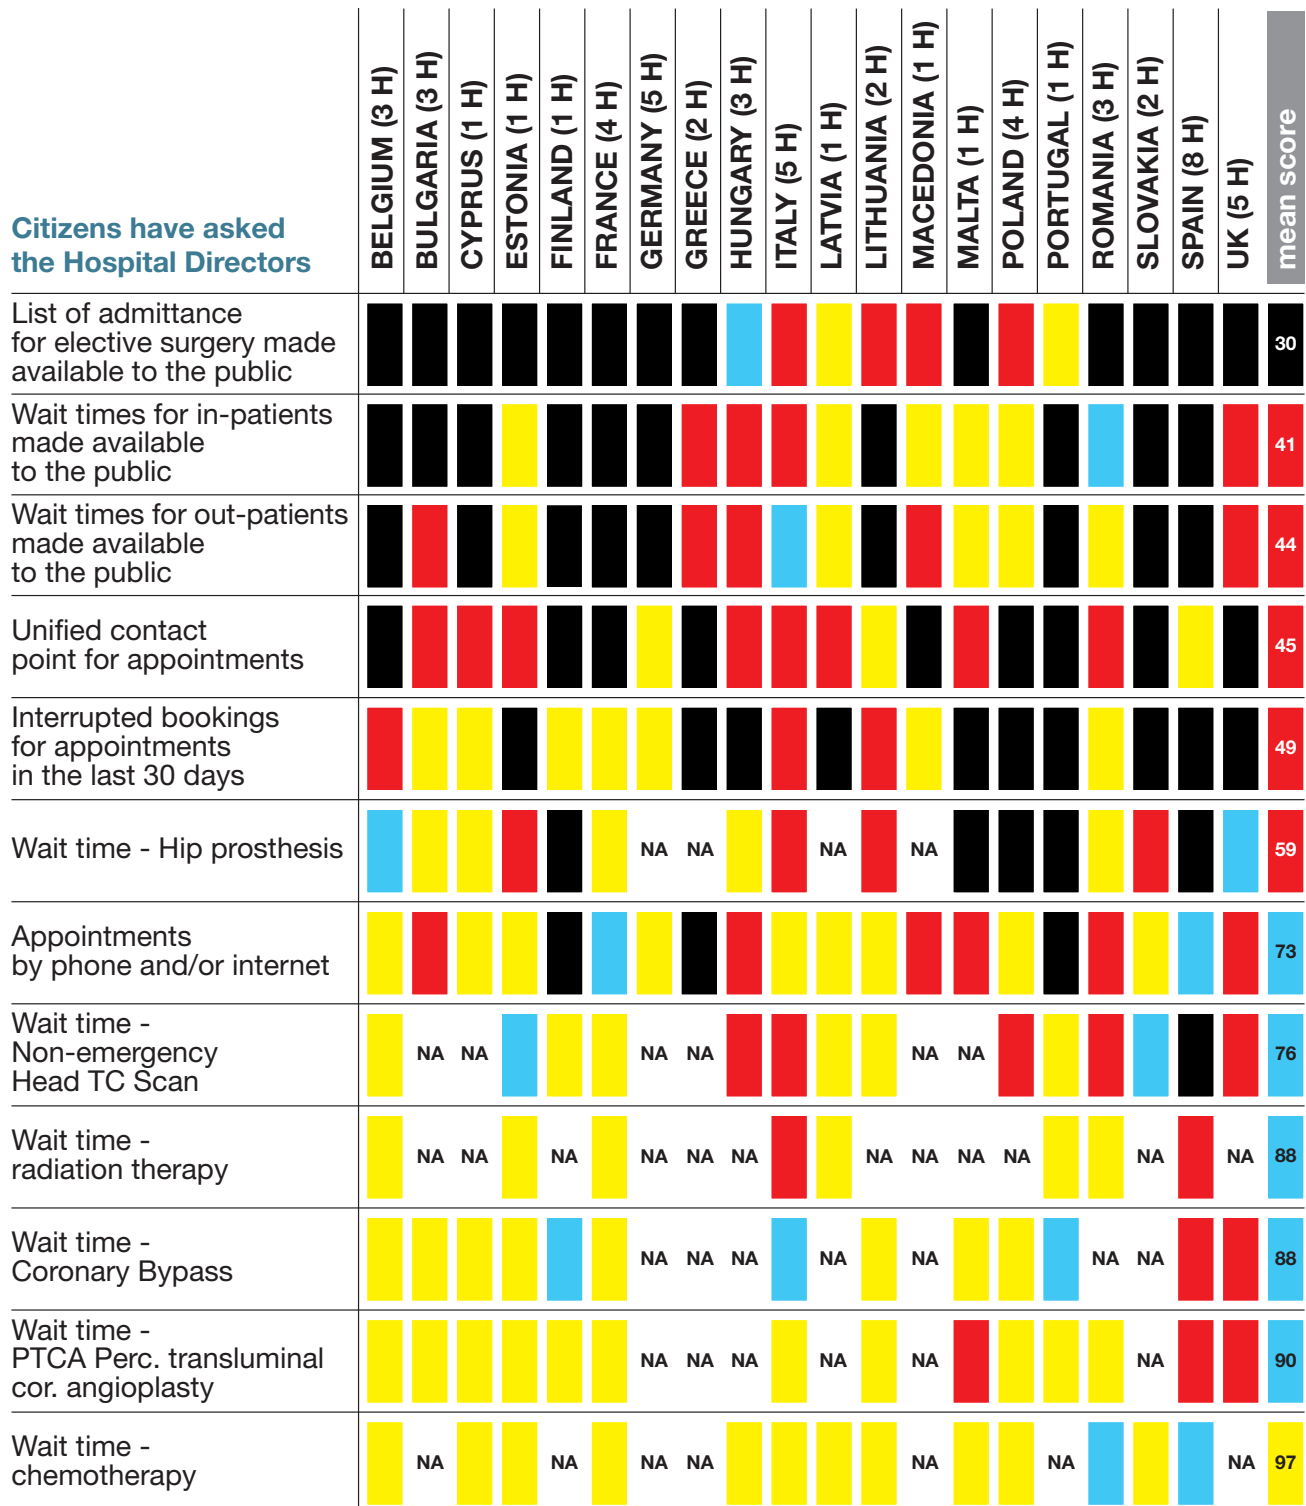 BELGIUM (3 H)
BULGARIA (3 H)
CYPRUS (1 H)
ESTONIA (1 H)
FINLAND (1 H)
FRANCE (4 H)
GERMANY (5 H)
GREECE (2 H)
HUNGARY (3 H)
ITALY (5 H)
LATVIA (1 H)
LITHUANIA (2 H)
MACEDONIA (1 H)
MALTA (1 H)
POLAND (4 H)
PORTUGAL (1 H)
ROMANIA (3 H)
SLOVAKIA (2 H)
SPAIN (8 H)
UK (5 H)
mean score
Citizens have asked
the Hospital Directors
List of admittance
for elective surgery made
available to the public
30
Wait times for in-patients
made available
to the public
41
Wait times for out-patients
made available
to the public
44
Unified contact
point for appointments
45
Interrupted bookings
for appointments
in the last 30 days
49
Wait time - Hip prosthesis
NA NA NA NA 59
Appointments
by phone and/or internet
73
Wait time -
Non-emergency
Head TC Scan
NA NA NA NA NA NA 76
Wait time -
radiation therapy
NA NA NA NA NA NA NA NA NA NA NA NA 88
Wait time -
Coronary Bypass
NA NA NA NA NA NA NA 88
Wait time -
PTCA Perc. transluminal
cor. angioplasty
NA NA NA NA NA NA 90
Wait time -
chemotherapy
NA NA NA NA NA NA NA 97